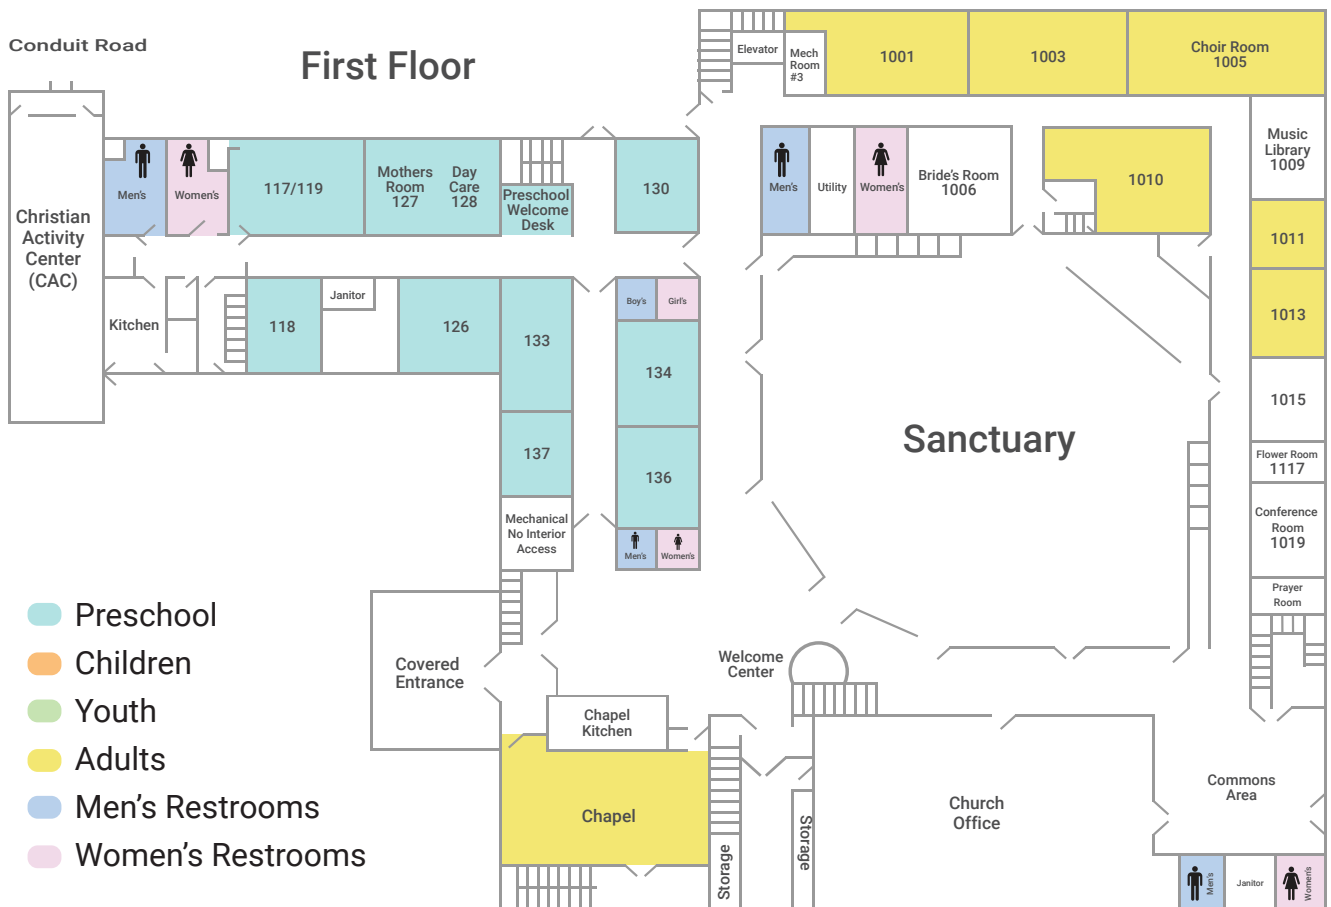 Conduit Road
First Floor
Elevator
Mech
Room
#3
1001
1003
Choir Room
1005
Music
Library
1009
Men's
Women's
117/119
Mothers
Room
127
Day
Care
128
Preschool
Welcome
Desk
130
Men's
Utility
Women's
Bride's Room
1006
1010
Christian
Activity
Center
(CAC)
1011
Kitchen
118
Janitor
126
133
Boy's
Girl's
1013
134
1015
Sanctuary
137
136
Flower Room
1117
Mechanical
No Interior
Access
Men's
Women's
Conference
Room
1019
Prayer
Room
Preschool
Children
Youth
Adults
Men's Restrooms
Women's Restrooms
Covered
Entrance
Welcome
Center
Chapel
Kitchen
Chapel
Storage
Storage
Church
Office
Commons
Area
Men's
Janitor
Women's